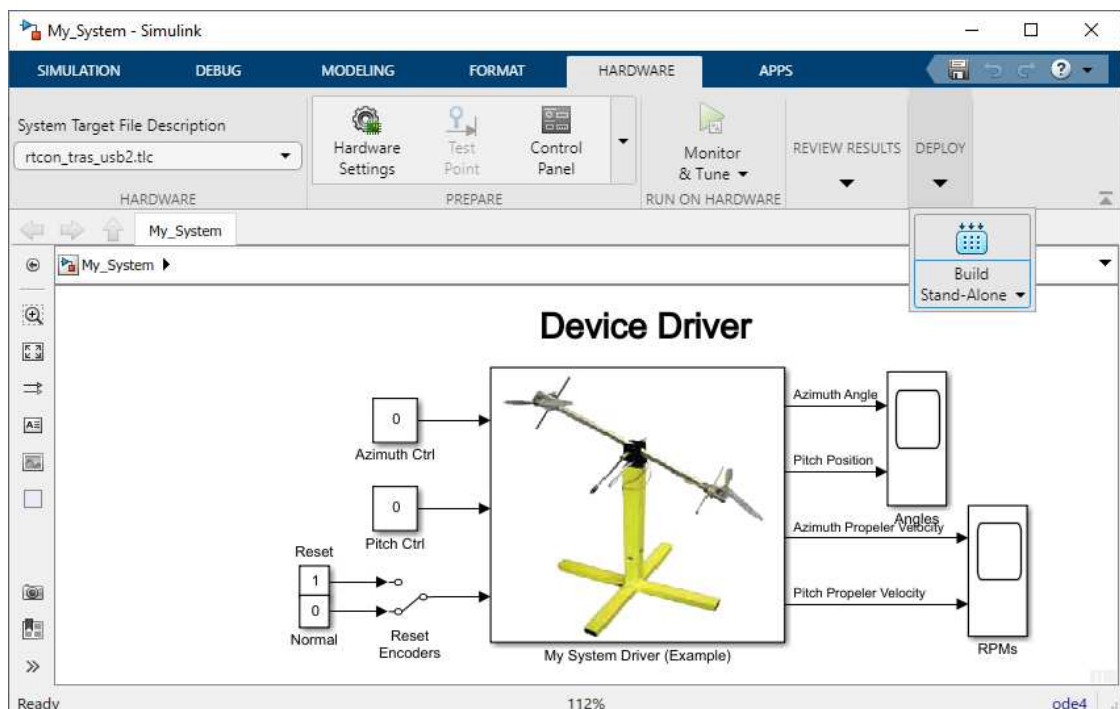 My_System - Simulink
SIMULATION DEBUG MODELING FORMAT HARDWARE APPS
System Target File Description
rtcon_tras_usb2.tlc
Hardware
Settings
Test
Point
Control
Panel
Monitor
& Tune
REVIEW RESULTS
DEPLOY
HARDWARE PREPARE RUN ON HARDWARE
My_System
My_System
Build
Stand-Alone
Device Driver
0
Azimuth Ctrl
0
Pitch Ctrl
Reset
1
0
Normal
Reset
Encoders
My System Driver (Example)
Azimuth Angle
Pitch Position
Angles
Azimuth Propeler Velocity
Pitch Propeler Velocity
RPMs
Ready 112% ode4